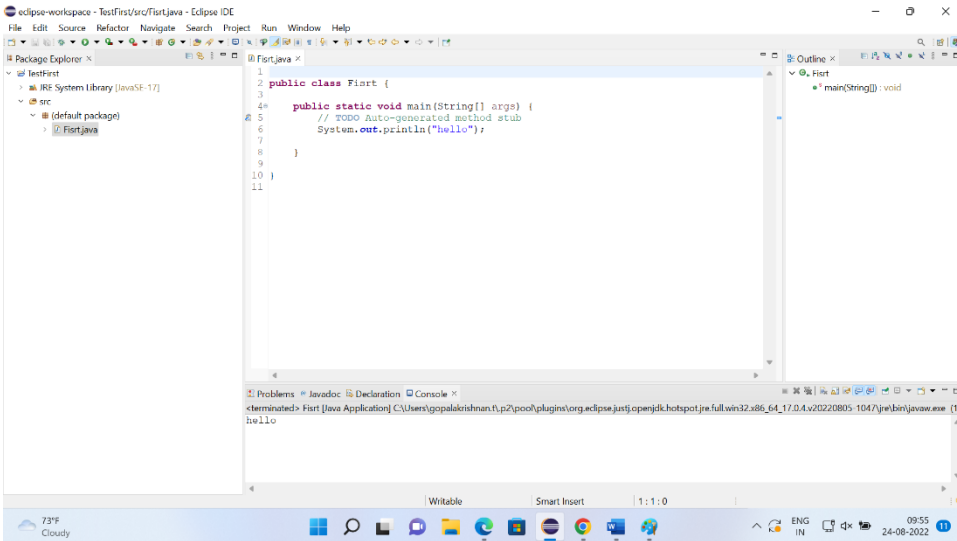 eclipse-workspace - TestFirst/src/Fisrt.java - Eclipse IDE
File Edit Source Refactor Navigate Search Project Run Window Help
Package Explorer
TestFirst
JRE System Library [JavaSE-17]
src
(default package)
Fisrt.java
Fisrt.java
1
2 public class Fisrt {
3
4 public static void main(String[] args) {
5 // TODO Auto-generated method stub
6 System.out.println("hello");
7
8 }
9
10 }
11
Outline
Fisrt
main(String[]) : void
Problems Javadoc Declaration Console
<terminated> Fisrt [Java Application] C:\Users\gopalakrishnan.t\.p2\pool\plugins\org.eclipse.justj.openjdk.hotspot.jre.full.win32.x86_64_17.0.4.v20220805-1047\jre\bin\javaw.exe (1
hello
Writable Smart Insert 1 : 1 : 0
73°F
Cloudy
ENG
IN
09:55
24-08-2022
11